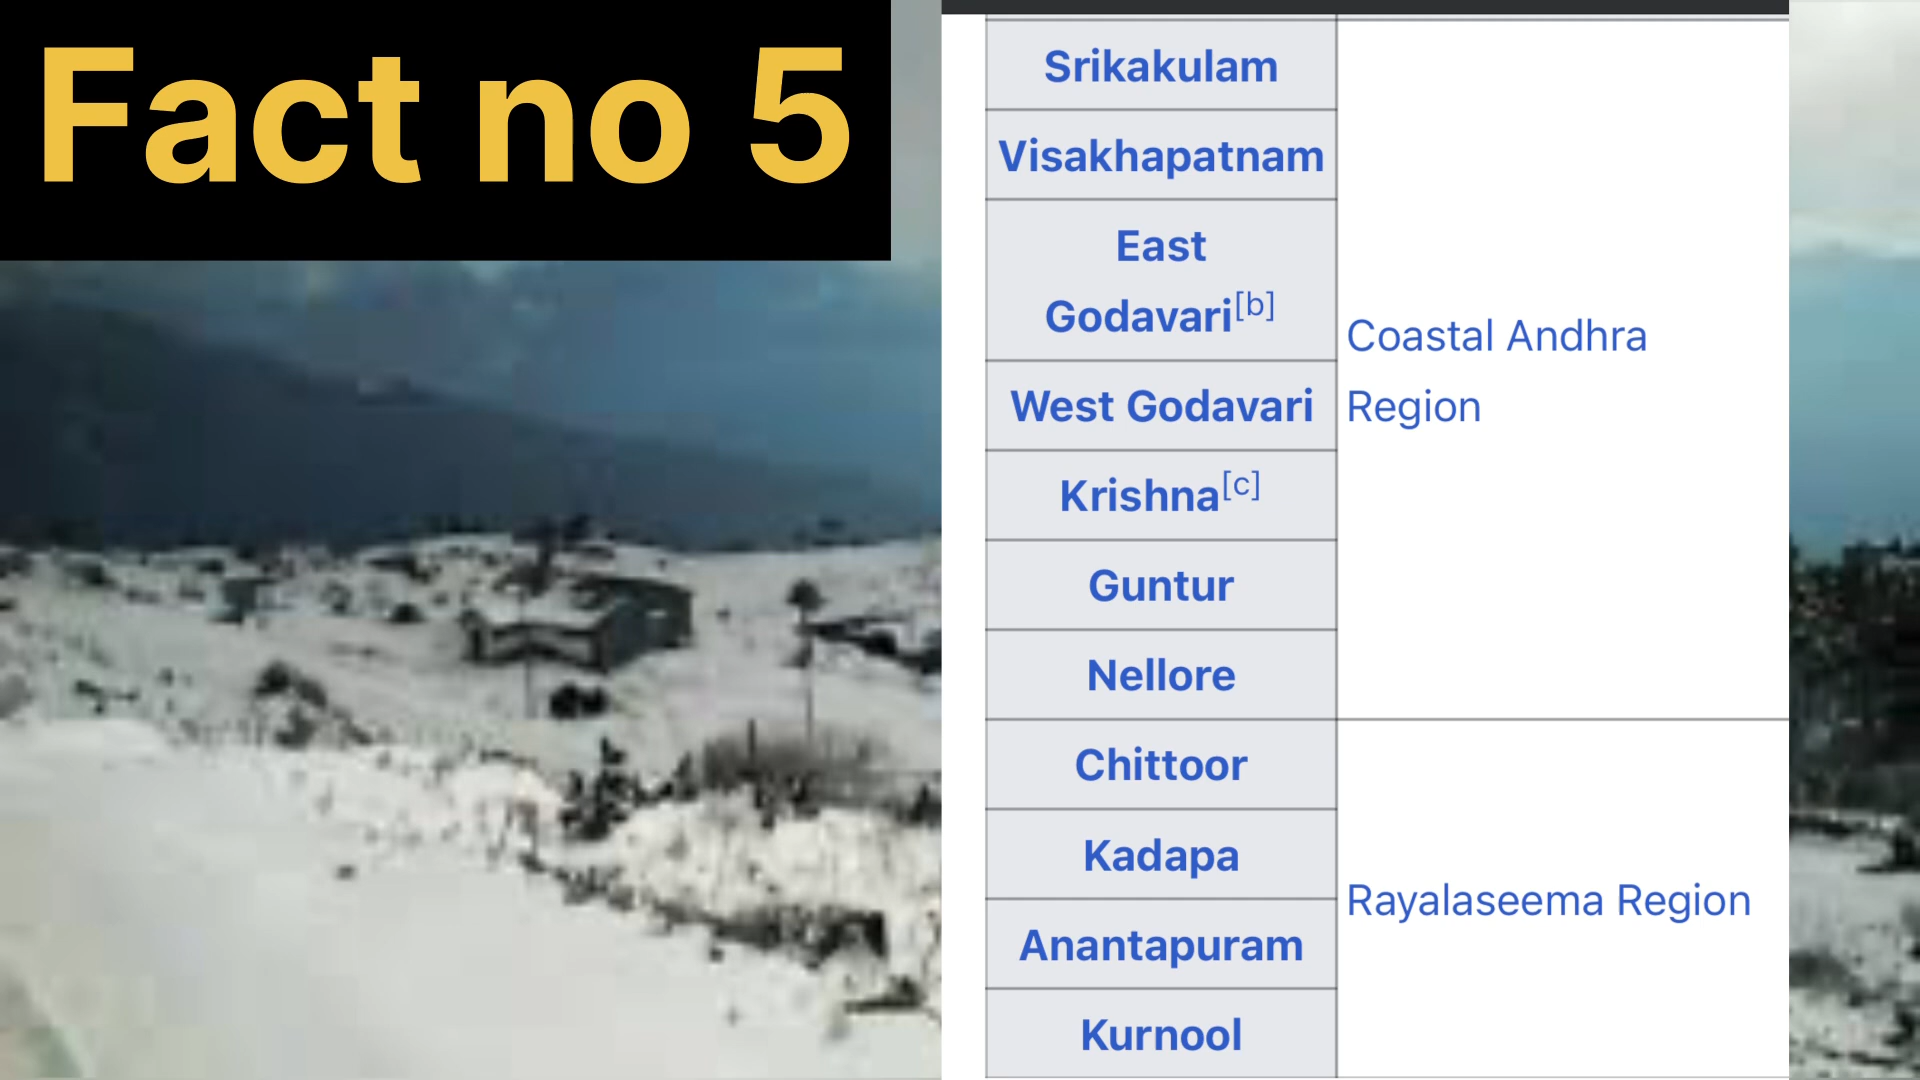 Fact no 5
Srikakulam
Visakhapatnam
East
Godavari[b]
West Godavari
Krishna[c]
Guntur
Nellore
Coastal Andhra
Region
Chittoor
Kadapa
Anantapuram
Kurnool
Rayalaseema Region